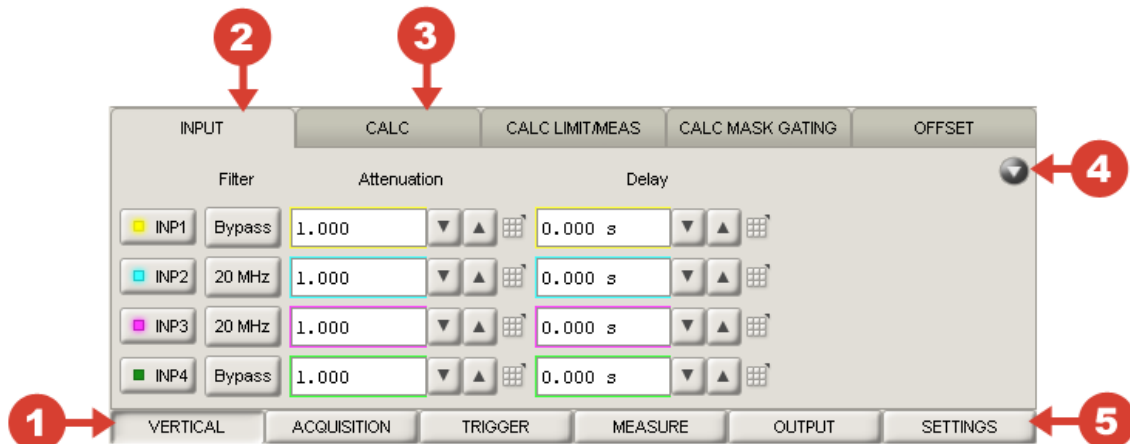 2 3
INPUT CALC CALC LIMIT/MEAS CALC MASK GATING OFFSET
Filter Attenuation Delay 4
INP1 Bypass 1.000 0.000 s
INP2 20 MHz 1.000 0.000 s
INP3 20 MHz 1.000 0.000 s
INP4 Bypass 1.000 0.000 s
1 VERTICAL ACQUISITION TRIGGER MEASURE OUTPUT SETTINGS 5